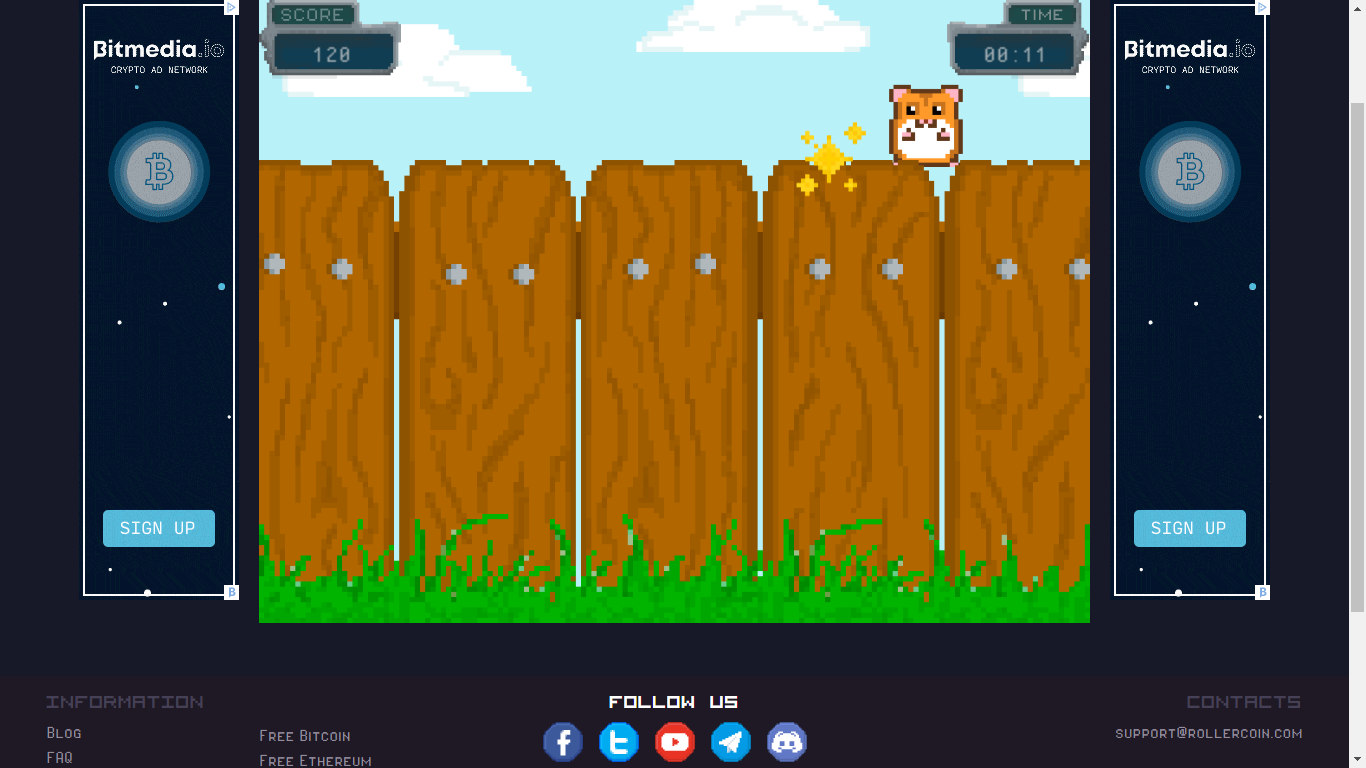 Bitmedia.io
CRYPTO AD NETWORK
SIGN UP
SCORE
120
TIME
00:11
Bitmedia.io
CRYPTO AD NETWORK
SIGN UP
INFORMATION
Blog
FAQ
Free Bitcoin
Free Ethereum
FOLLOW US
CONTACTS
support@rollercoin.com